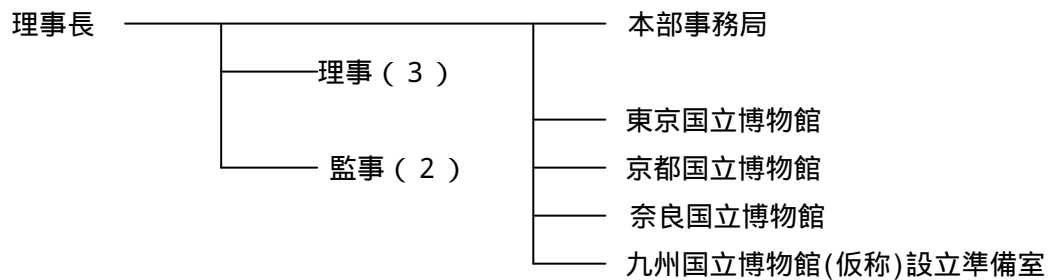 理事長 本部事務局
理事（３）
東京国立博物館
監事（２） 京都国立博物館
奈良国立博物館
九州国立博物館(仮称)設立準備室